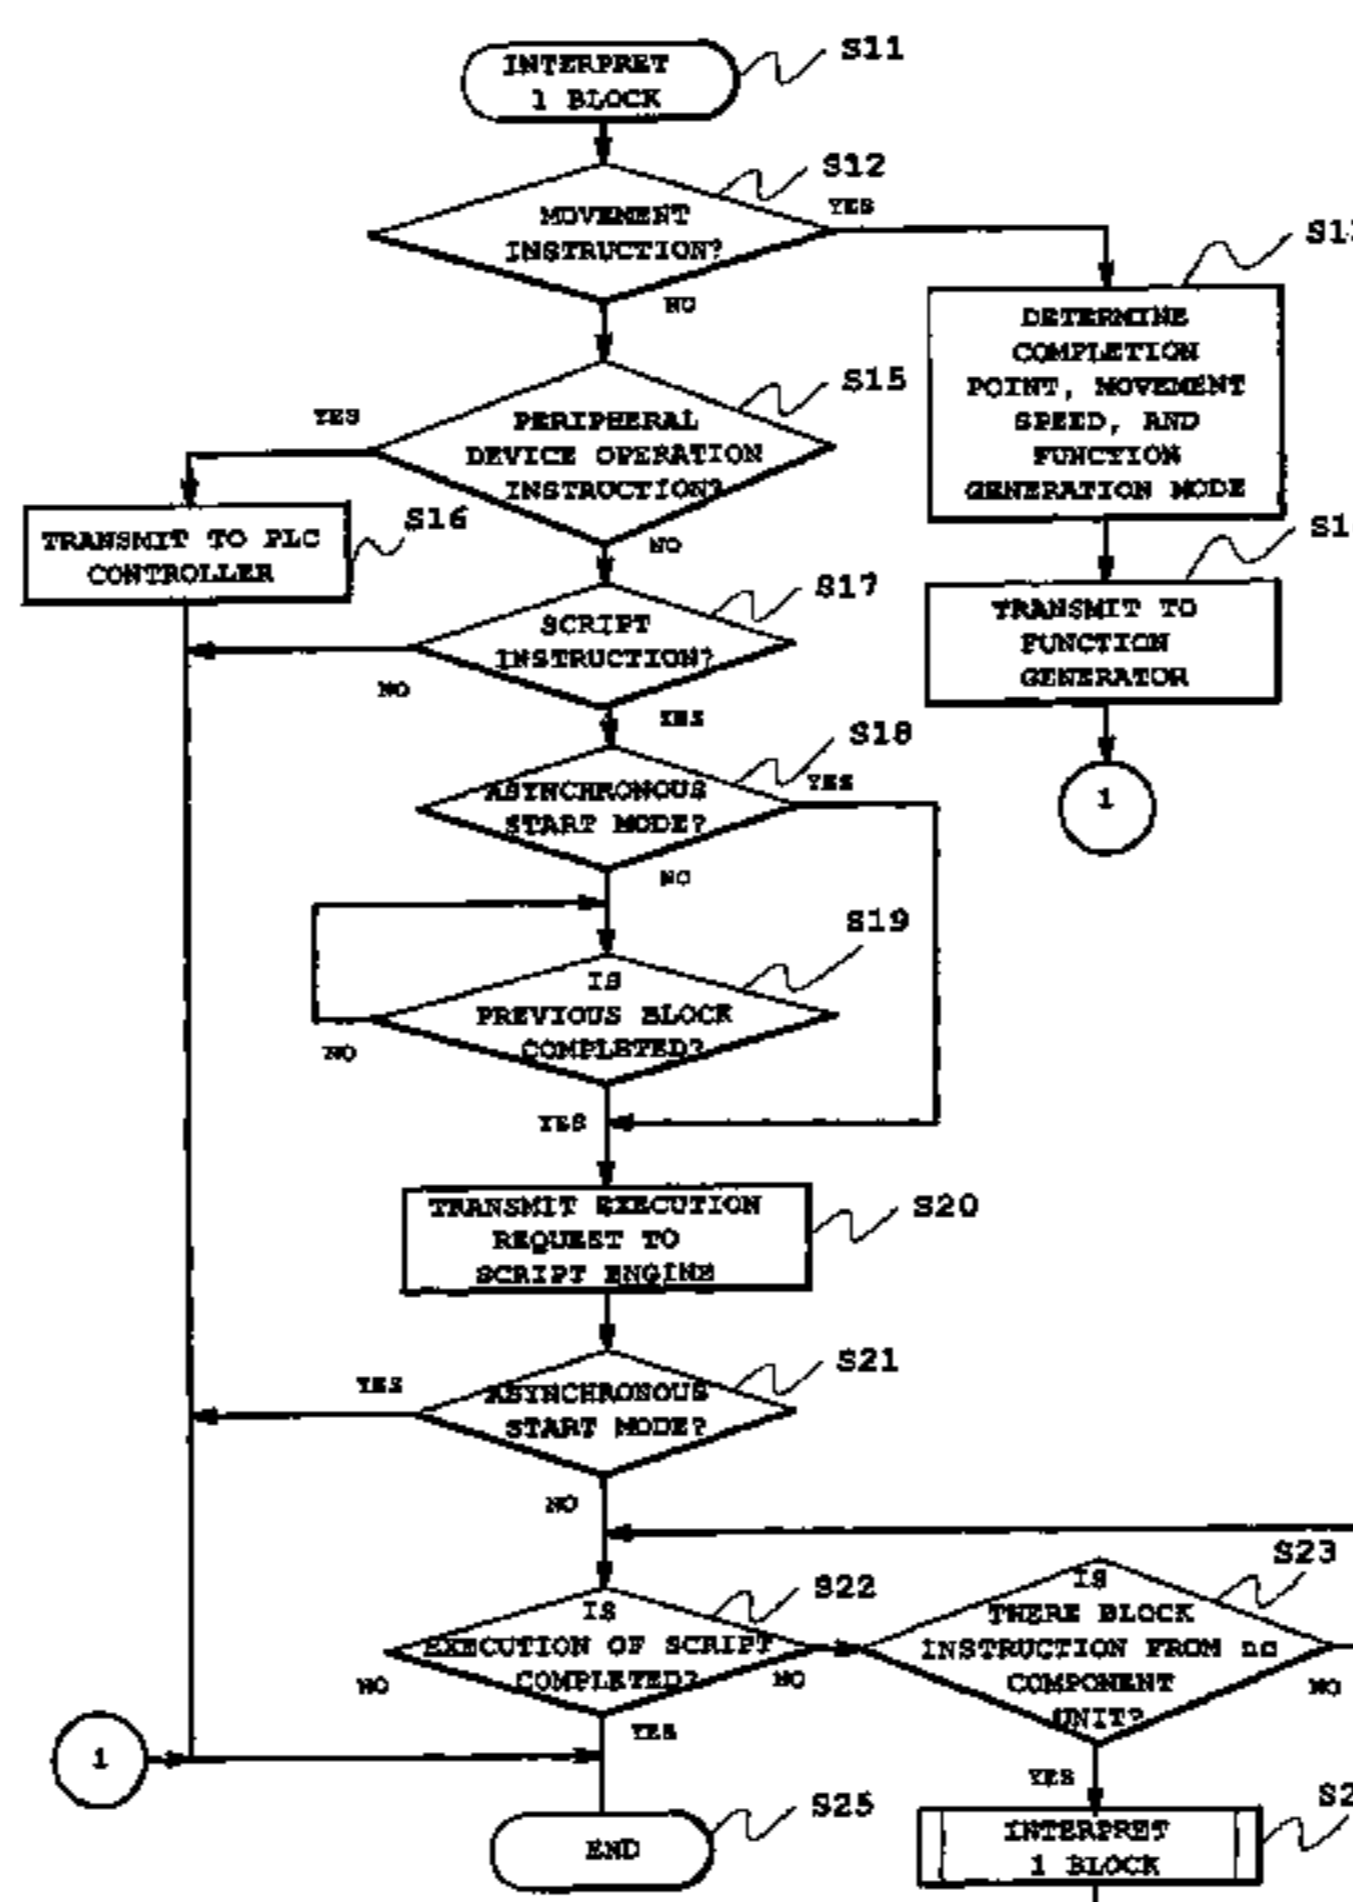 INTERPRET
1 BLOCK
S11
S12
MOVEMENT
INSTRUCTION?
YES
NO
DETERMINE
COMPLETION
POINT, MOVEMENT
SPEED, AND
FUNCTION
GENERATION MODE
S15
YES
PERIPHERAL
DEVICE OPERATION
INSTRUCTION?
NO
TRANSMIT TO PLC
CONTROLLER
S16
TRANSMIT TO
FUNCTION
GENERATOR
1
S17
SCRIPT
INSTRUCTION?
NO
YES
S18
ASYNCHRONOUS
START MODE?
YES
NO
S19
IS
PREVIOUS BLOCK
COMPLETED?
NO
YES
TRANSMIT EXECUTION
REQUEST TO
SCRIPT ENGINE
S20
S21
YES
ASYNCHRONOUS
START MODE?
NO
S22
IS
EXECUTION OF SCRIPT
COMPLETED?
NO
NO
YES
S23
IS
THERE BLOCK
INSTRUCTION FROM nc
COMPONENT
UNIT?
NO
YES
1
INTERPRET
1 BLOCK
END
S25